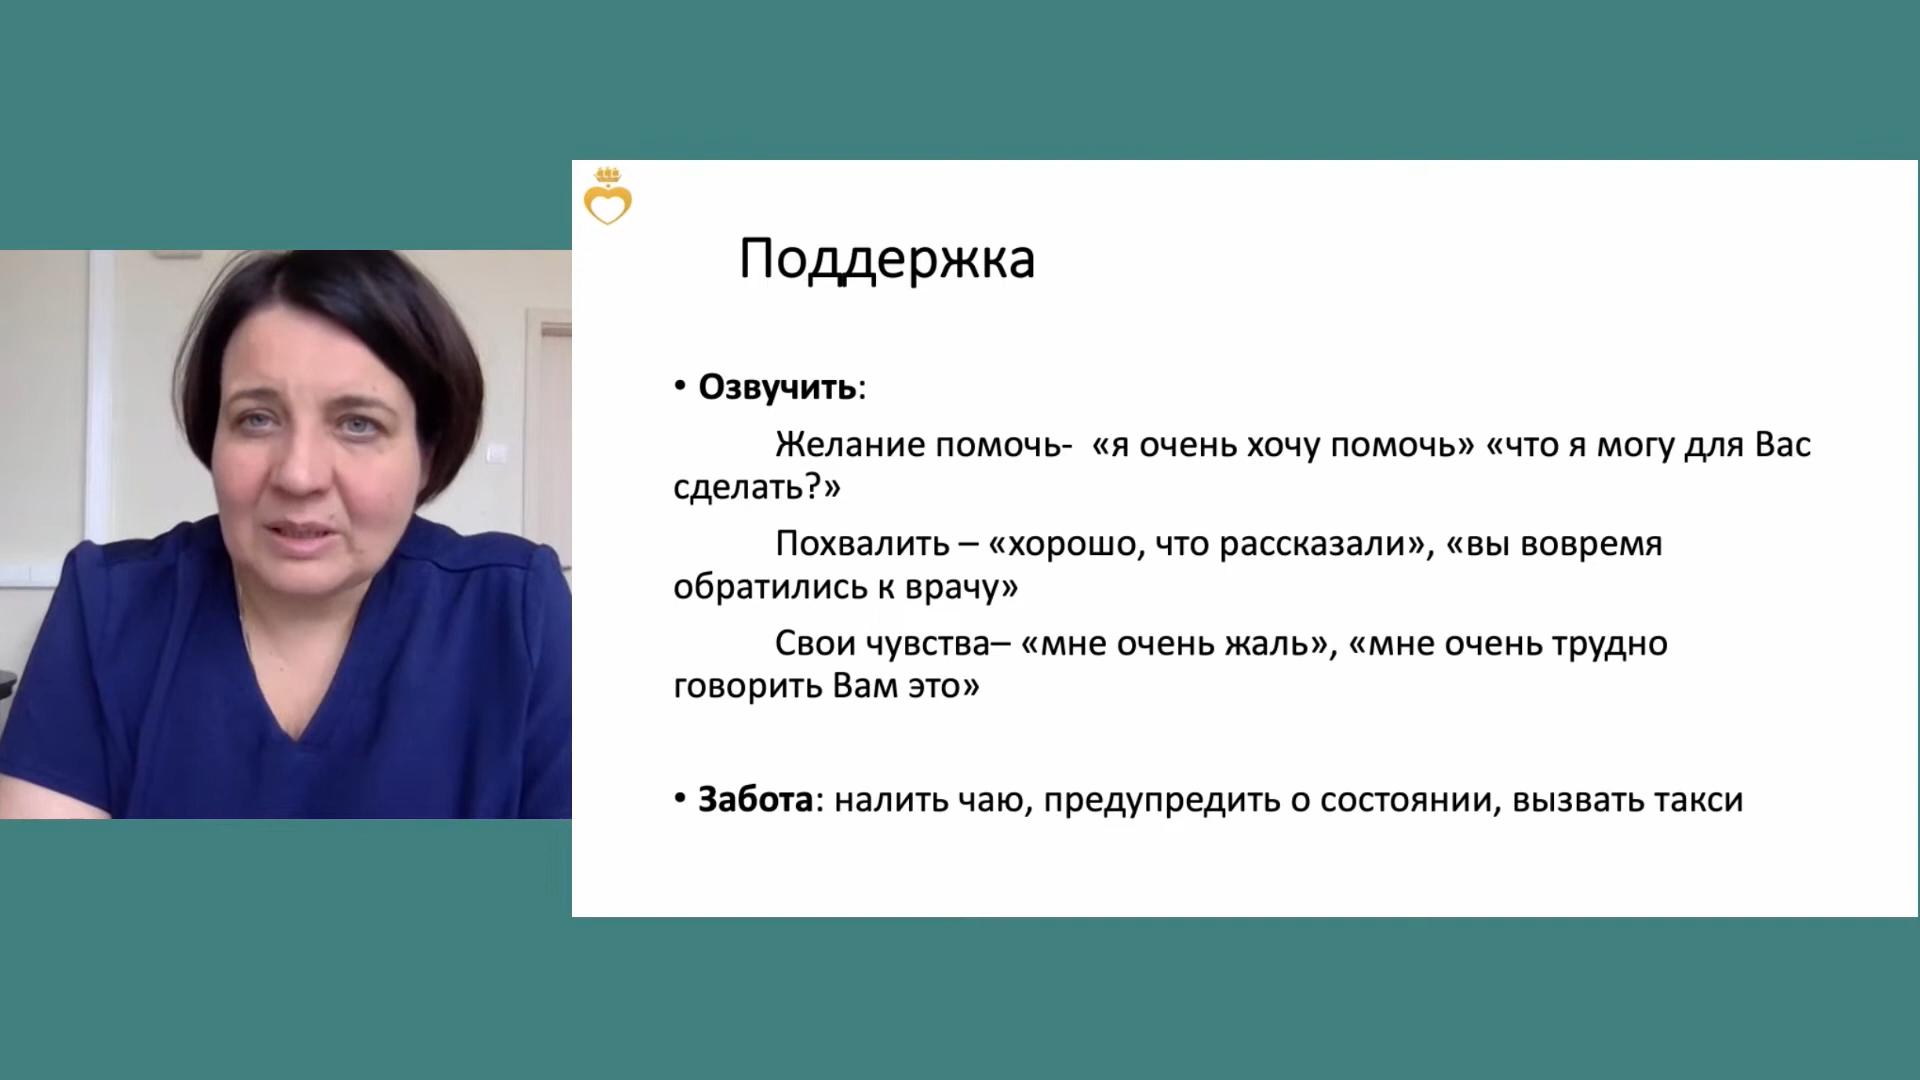 Поддержка
• Озвучить:
Желание помочь- «я очень хочу помочь» «что я могу для Вас
сделать?»
Похвалить – «хорошо, что рассказали», «вы вовремя
обратились к врачу»
Свои чувства– «мне очень жаль», «мне очень трудно
говорить Вам это»
• Забота: налить чаю, предупредить о состоянии, вызвать такси